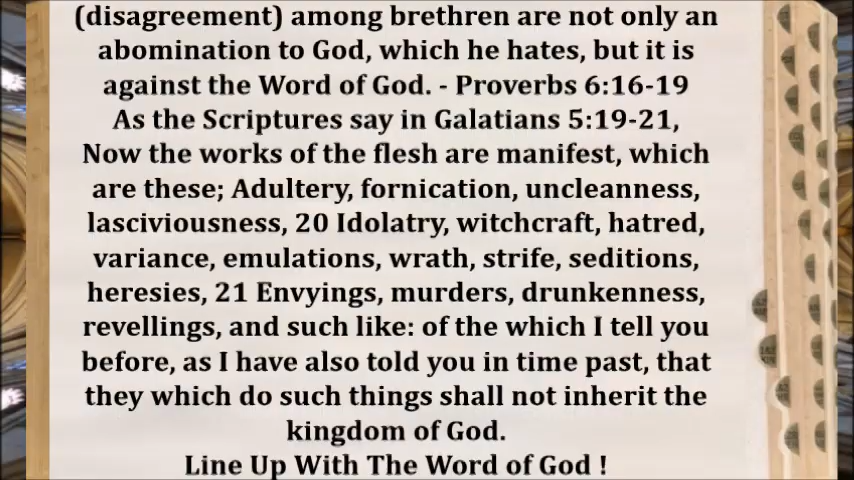 (disagreement) among brethren are not only an
abomination to God, which he hates, but it is
against the Word of God. - Proverbs 6:16-19
As the Scriptures say in Galatians 5:19-21,
Now the works of the flesh are manifest, which
are these; Adultery, fornication, uncleanness,
lasciviousness, 20 Idolatry, witchcraft, hatred,
variance, emulations, wrath, strife, seditions,
heresies, 21 Envyings, murders, drunkenness,
revellings, and such like: of the which I tell you
before, as I have also told you in time past, that
they which do such things shall not inherit the
kingdom of God.
Line Up With The Word of God !